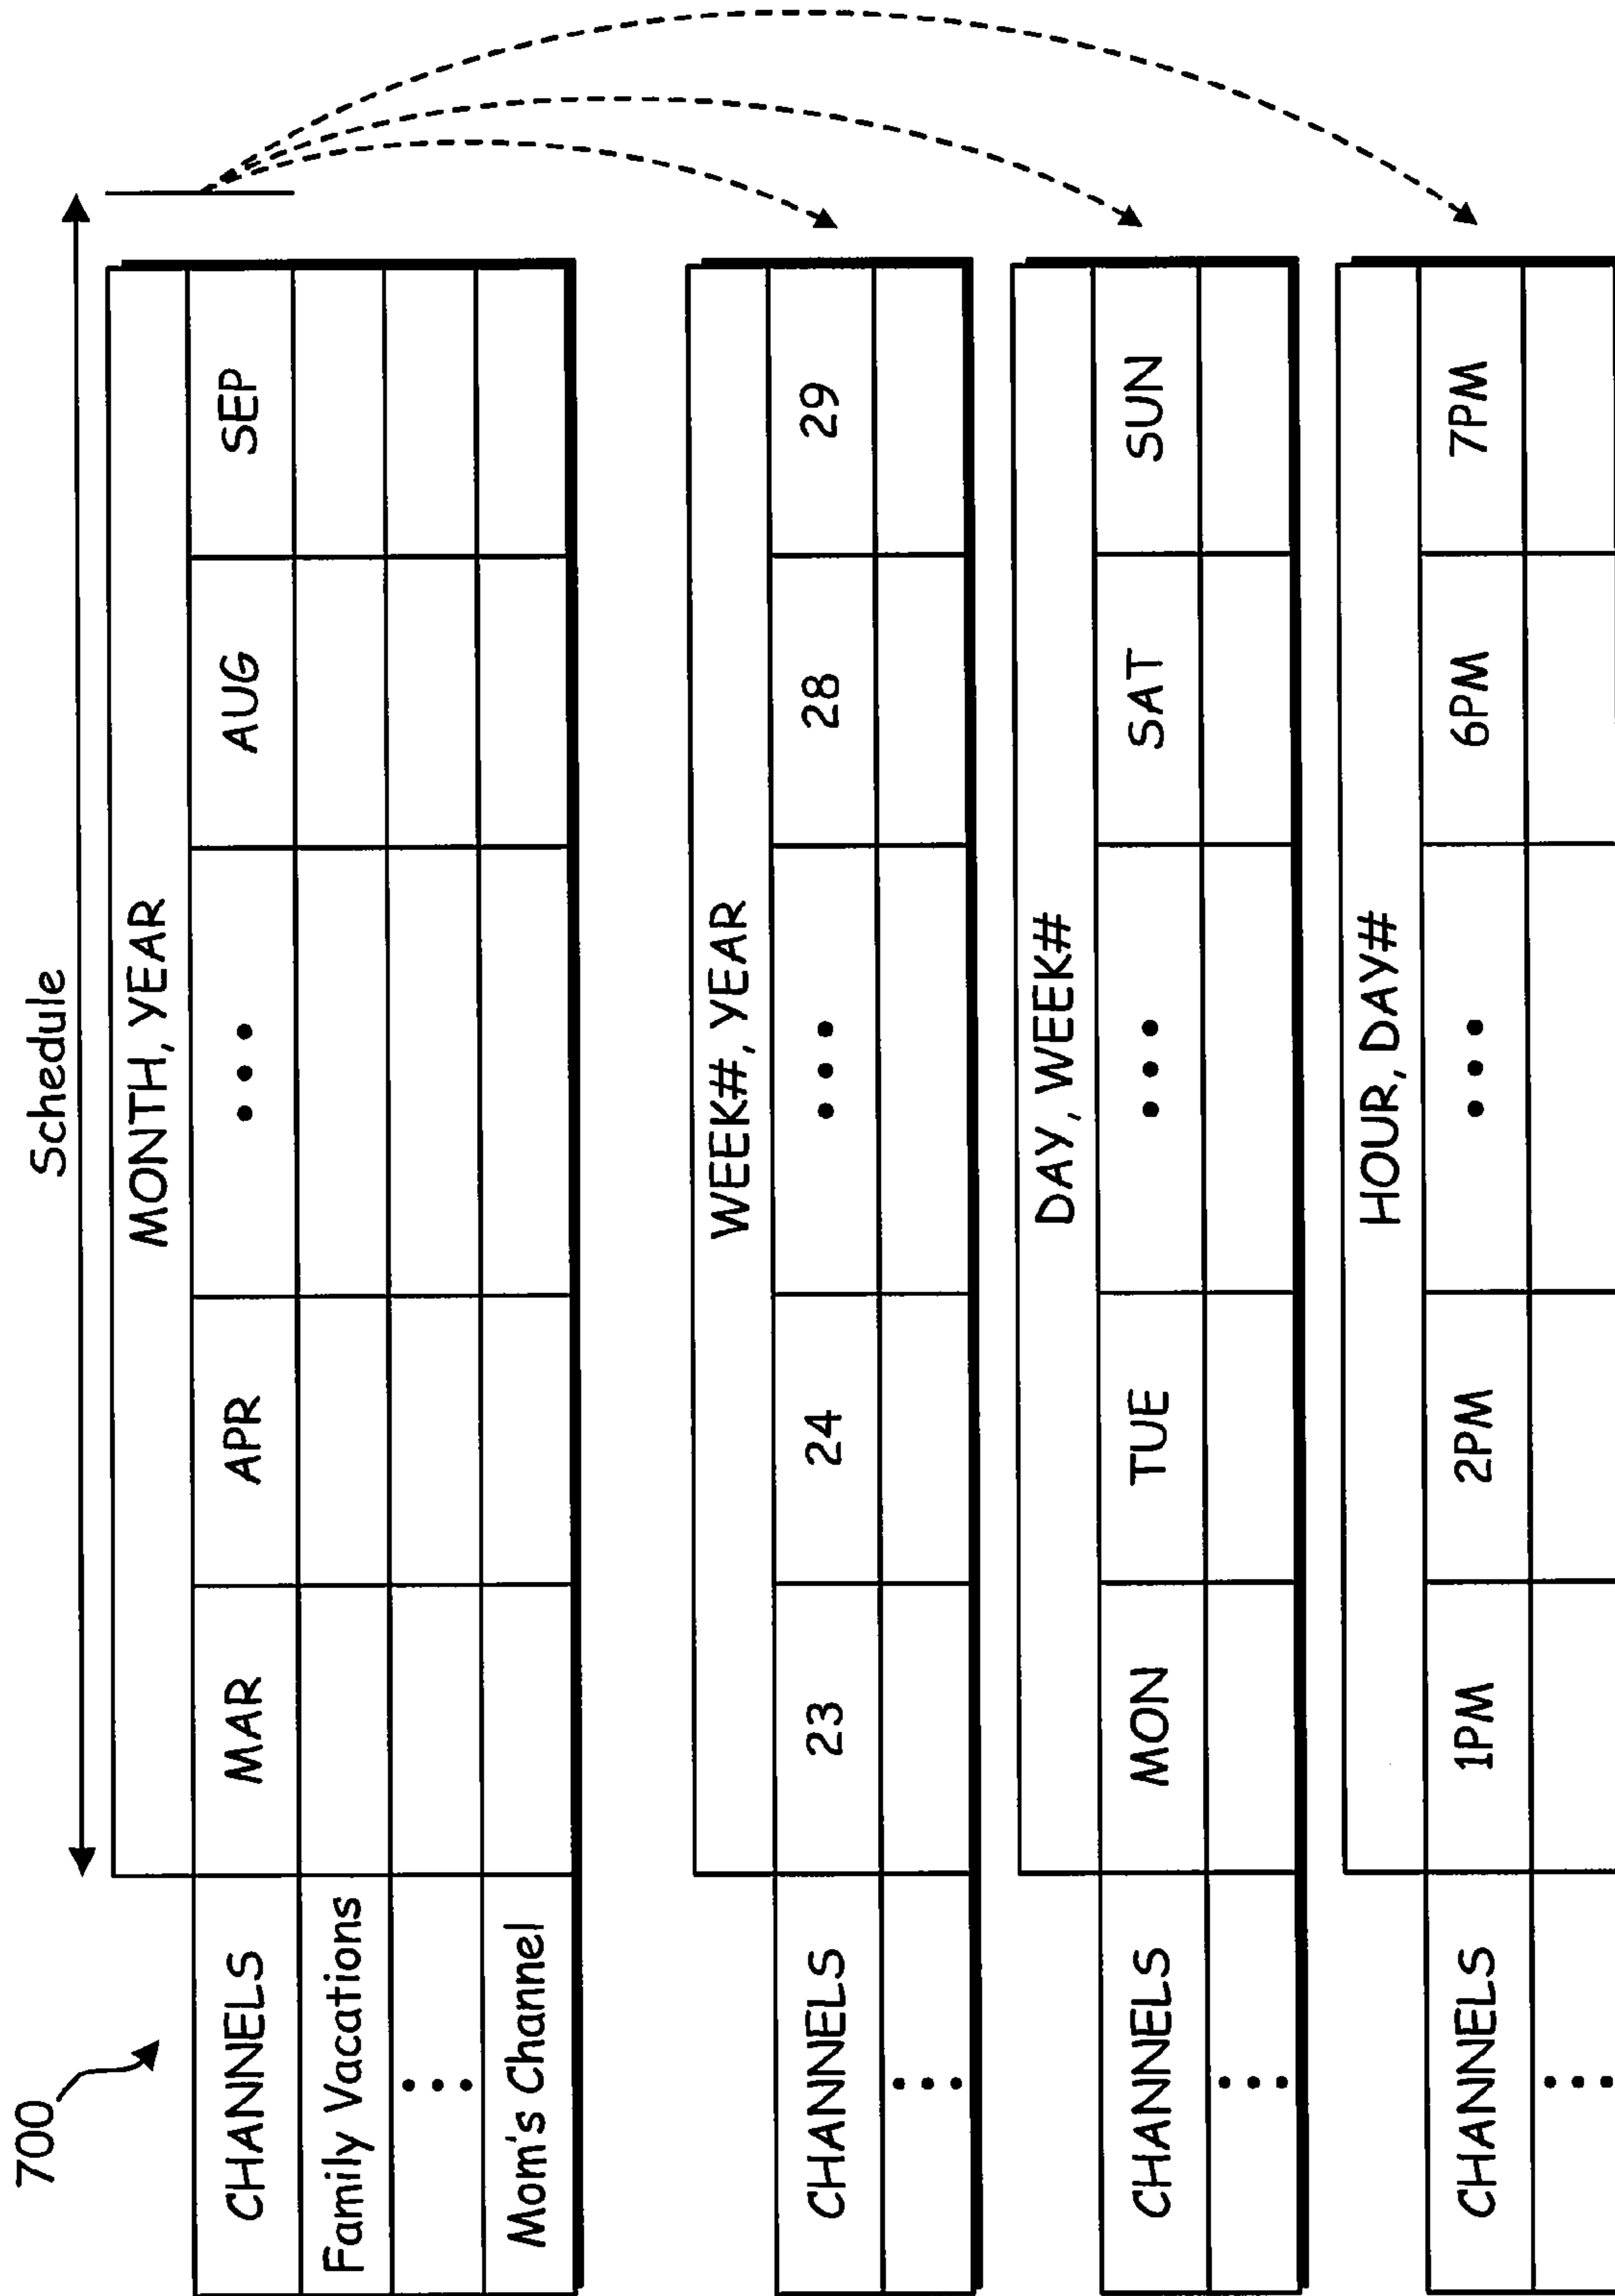 700
Schedule
MONTH, YEAR
CHANNELS MAR APR ••• AUG SEP
Family Vacations
•••
Mom's Channel
WEEK#, YEAR
CHANNELS 23 24 ••• 28 29
•••
DAY, WEEK#
CHANNELS MON TUE ••• SAT SUN
•••
HOUR, DAY#
CHANNELS 1PM 2PM ••• 6PM 7PM
•••